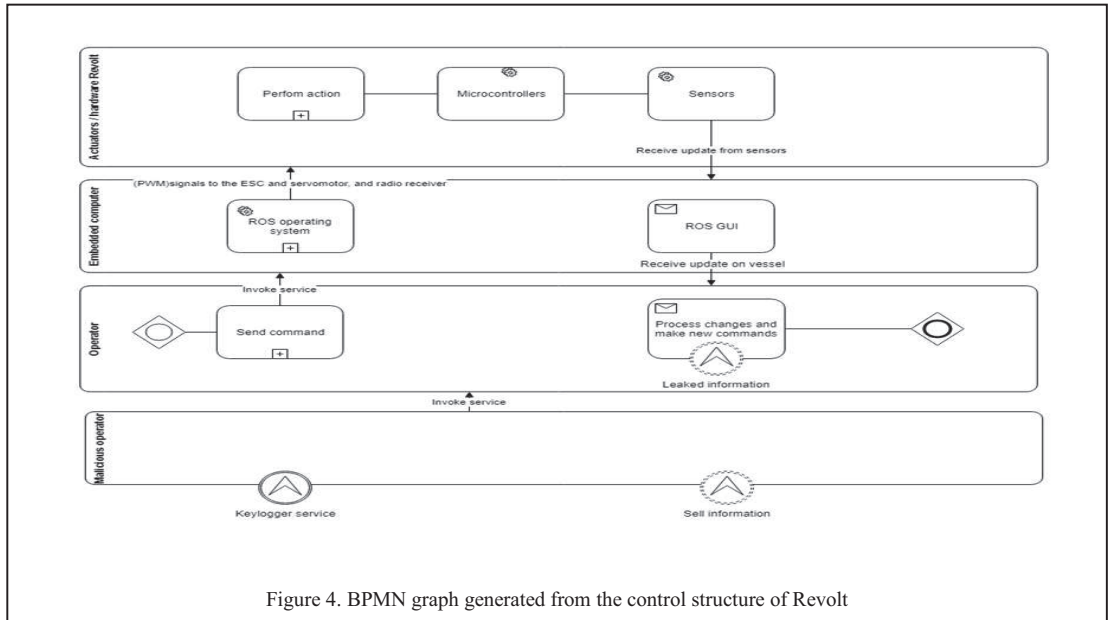 Actuators / hardware Revolt
Perfom action
Microcontrollers
Sensors
Receive update from sensors
(PWM)signals to the ESC and servomotor, and radio receiver
Embedded computer
ROS operating
system
ROS GUI
Receive update on vessel
Invoke service
Operator
Send command
Process changes and
make new commands
Leaked information
Invoke service
Malicious operator
Keylogger service
Sell information
Figure 4. BPMN graph generated from the control structure of Revolt